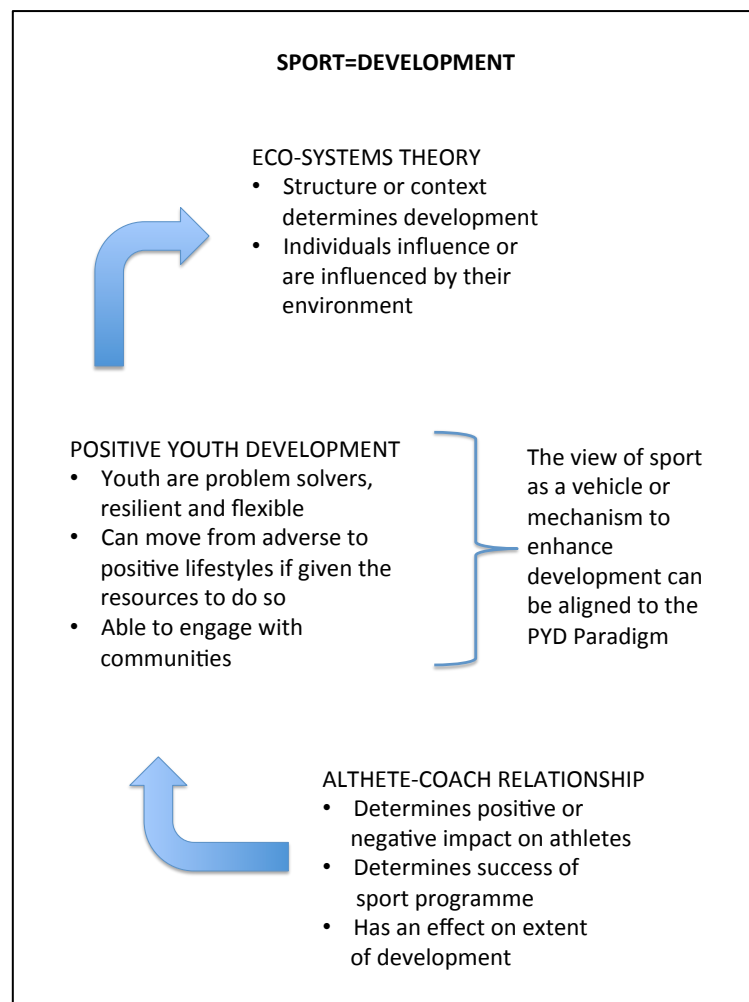 SPORT=DEVELOPMENT
ECO-SYSTEMS THEORY
• Structure or context
determines development
• Individuals influence or
are influenced by their
environment
POSITIVE YOUTH DEVELOPMENT
• Youth are problem solvers,
resilient and flexible
• Can move from adverse to
positive lifestyles if given the
resources to do so
• Able to engage with
communities
The view of sport
as a vehicle or
mechanism to
enhance
development can
be aligned to the
PYD Paradigm
ALTHETE-COACH RELATIONSHIP
• Determines positive or
negative impact on athletes
• Determines success of
sport programme
• Has an effect on extent
of development